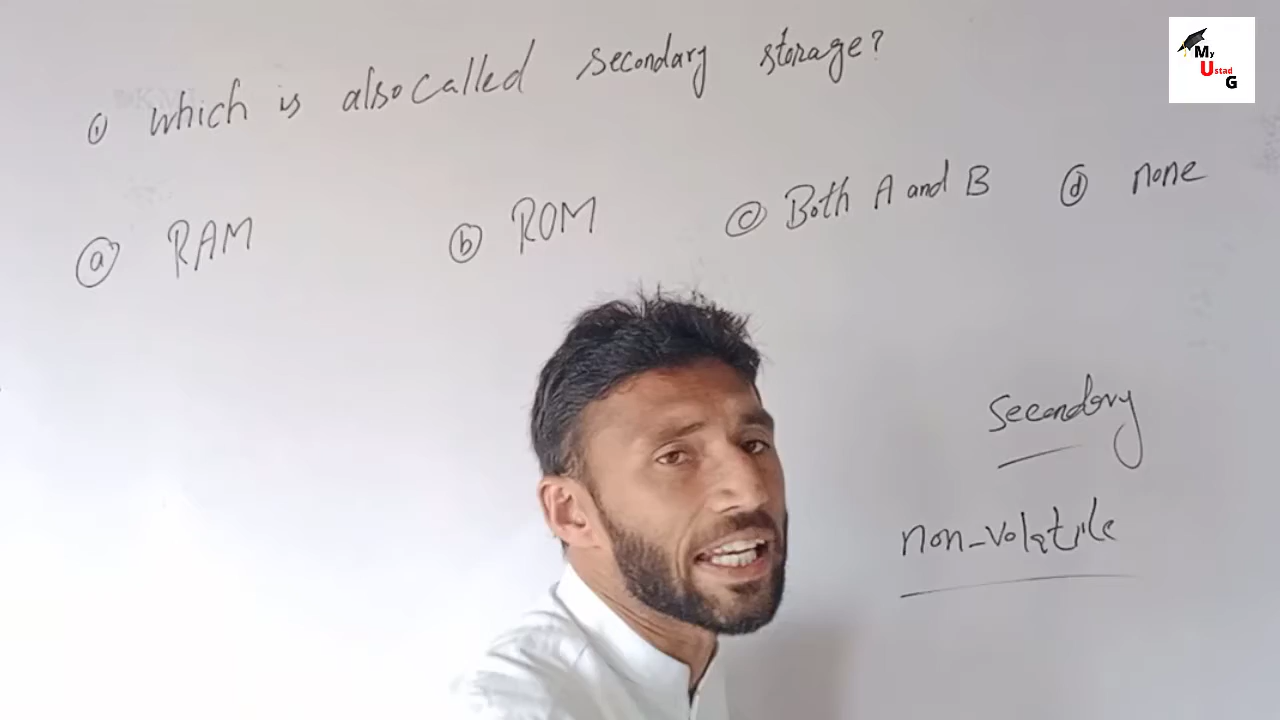 ① which is also called secondary storage?
ⓐ RAM ⓑ ROM ⓒ Both A and B ⓓ none
secondary
non-volatile
My
Ustad
G